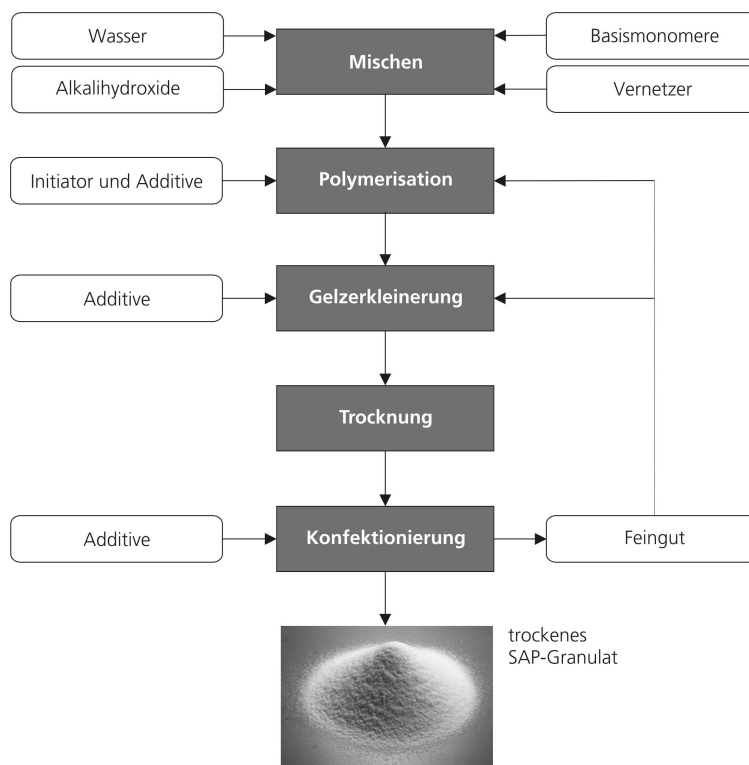 Wasser
Basismonomere
Mischen
Alkalihydroxide
Vernetzer
Initiator und Additive
Polymerisation
Additive
Gelzerkleinerung
Trocknung
Additive
Konfektionierung
Feingut
trockenes
SAP-Granulat